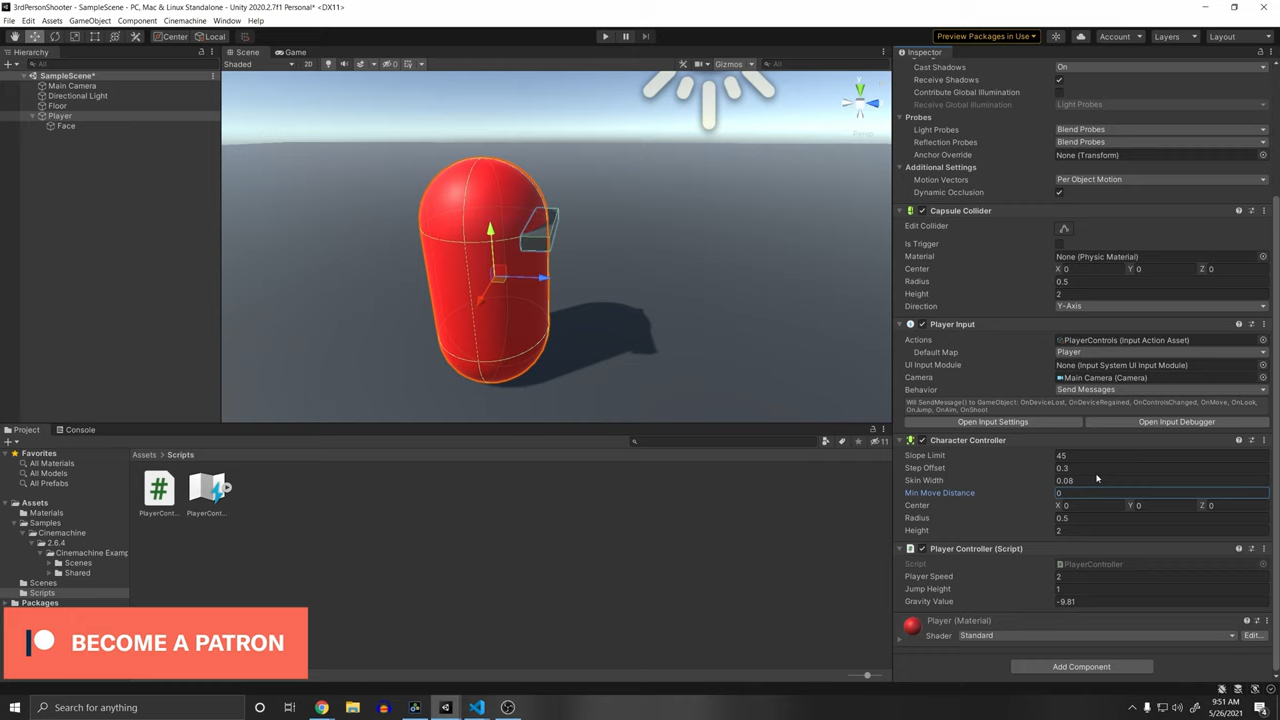 3rdPersonShooter - SampleScene - PC, Mac & Linux Standalone - Unity 2020.2.7f1 Personal* <DX11>
File Edit Assets GameObject Component Cinemachine Window Help
Center Local Preview Packages in Use Account Layers Layout
Hierarchy
All
SampleScene*
Main Camera
Directional Light
Floor
Player
Face
Scene Game
Shaded 2D 0 Gizmos All
y
Persp
Inspector
Cast Shadows On
Receive Shadows
Contribute Global Illumination
Receive Global Illumination Light Probes
Probes
Light Probes Blend Probes
Reflection Probes Blend Probes
Anchor Override None (Transform)
Additional Settings
Motion Vectors Per Object Motion
Dynamic Occlusion
Capsule Collider
Edit Collider
Is Trigger
Material None (Physic Material)
Center X 0 Y 0 Z 0
Radius 0.5
Height 2
Direction Y-Axis
Player Input
Actions PlayerControls (Input Action Asset)
Default Map Player
UI Input Module None (Input System UI Input Module)
Camera Main Camera (Camera)
Behavior Send Messages
Will SendMessage() to GameObject: OnDeviceLost, OnDeviceRegained, OnControlsChanged, OnMove, OnLook,
OnJump, OnAim, OnShoot
Open Input Settings Open Input Debugger
Character Controller
Slope Limit 45
Step Offset 0.3
Skin Width 0.08
Min Move Distance 0
Center X 0 Y 0 Z 0
Radius 0.5
Height 2
Player Controller (Script)
Script PlayerController
Player Speed 2
Jump Height 1
Gravity Value -9.81
Player (Material)
Shader Standard Edit...
Add Component
Project Console
11
Favorites
All Materials
All Models
All Prefabs
Assets
Materials
Samples
Cinemachine
2.6.4
Cinemachine Examp
Scenes
Shared
Scenes
Scripts
Packages
Assets Scripts
PlayerCont... PlayerCont...
BECOME A PATRON
Search for anything
9:51 AM
5/26/2021
4